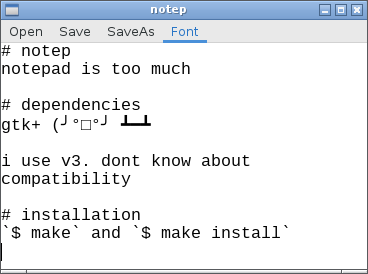 notep
Open Save SaveAs Font
# notep
notepad is too much
# dependencies
gtk+ (╯°□°╯ ┻━┻
i use v3. dont know about
compatibility
# installation
`$ make` and `$ make install`